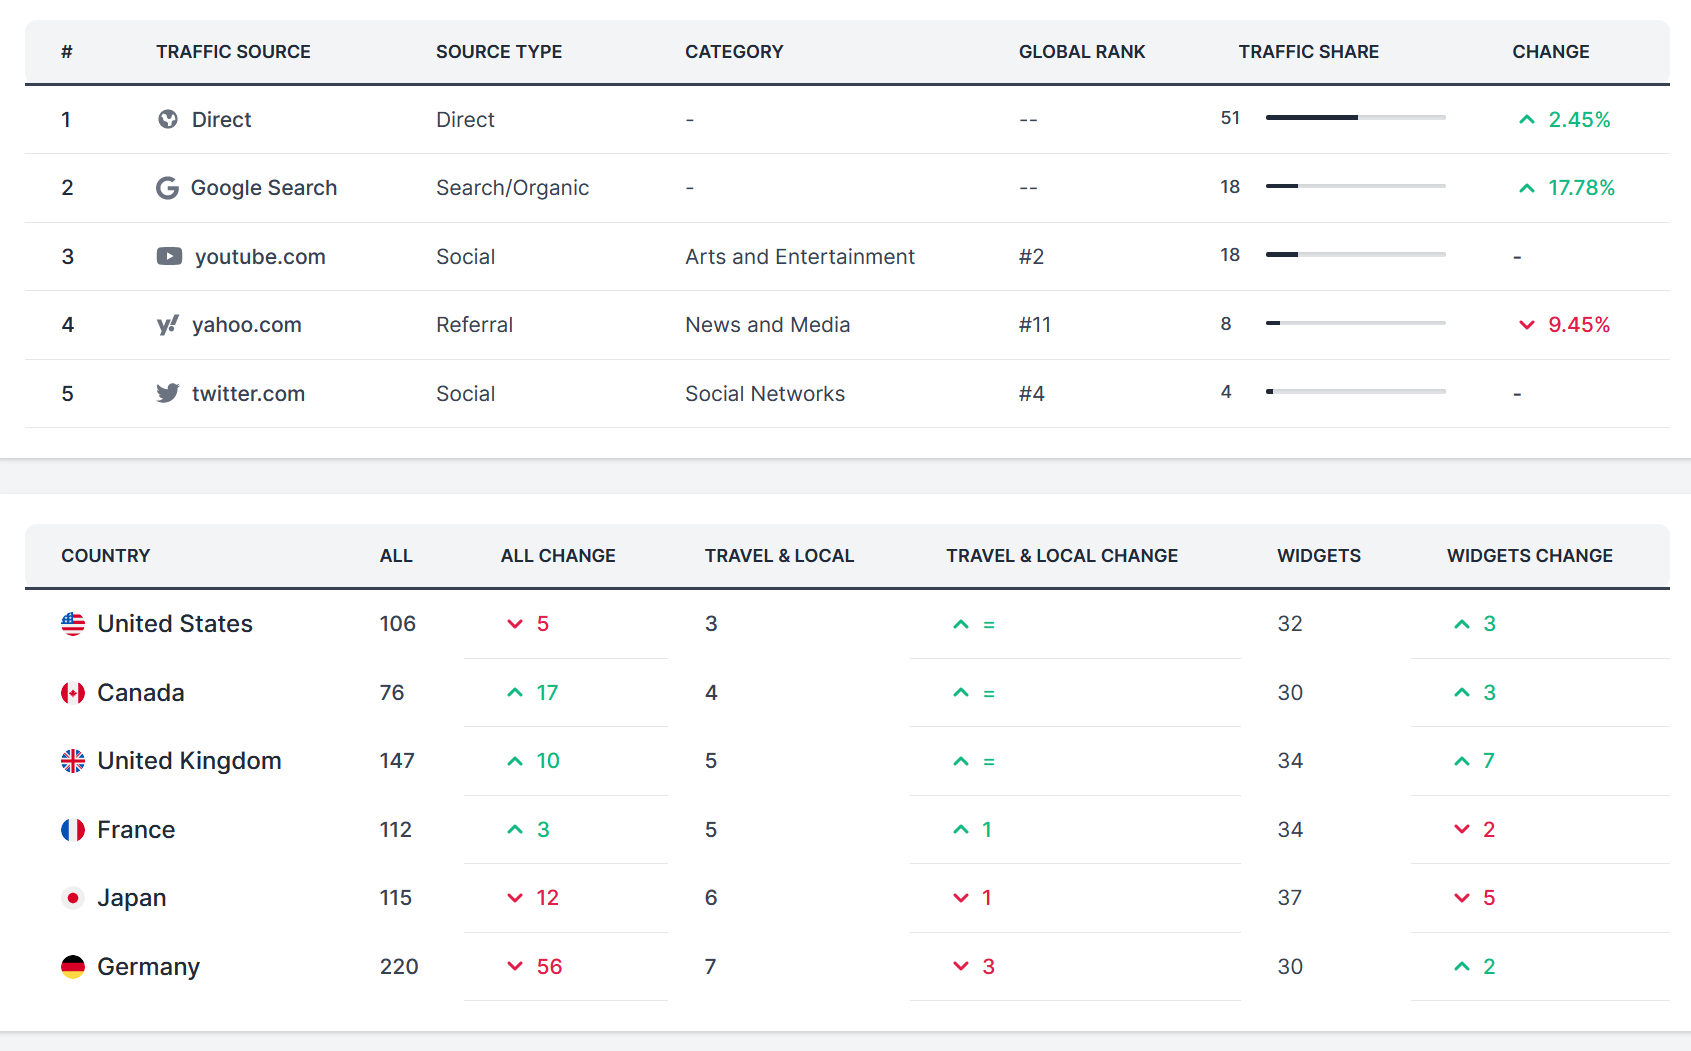 # TRAFFIC SOURCE SOURCE TYPE CATEGORY GLOBAL RANK TRAFFIC SHARE CHANGE
1 Direct Direct - -- 51 2.45%
2 Google Search Search/Organic - -- 18 17.78%
3 youtube.com Social Arts and Entertainment #2 18 -
4 yahoo.com Referral News and Media #11 8 9.45%
5 twitter.com Social Social Networks #4 4 -
COUNTRY ALL ALL CHANGE TRAVEL & LOCAL TRAVEL & LOCAL CHANGE WIDGETS WIDGETS CHANGE
United States 106 5 3 = 32 3
Canada 76 17 4 = 30 3
United Kingdom 147 10 5 = 34 7
France 112 3 5 1 34 2
Japan 115 12 6 1 37 5
Germany 220 56 7 3 30 2